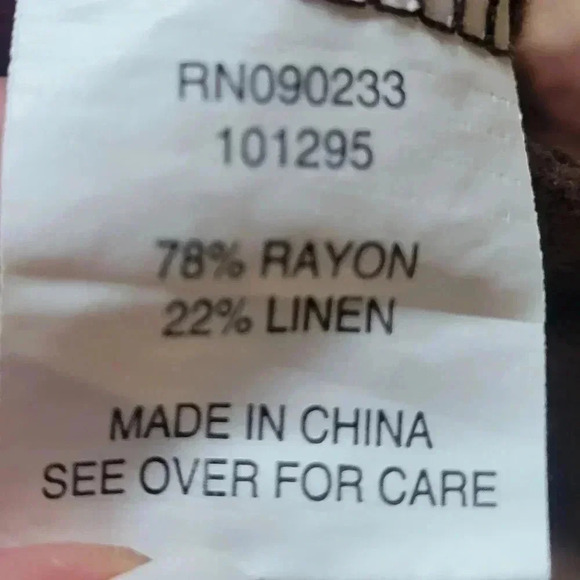 RN090233
101295
78% RAYON
22% LINEN
MADE IN CHINA
SEE OVER FOR CARE